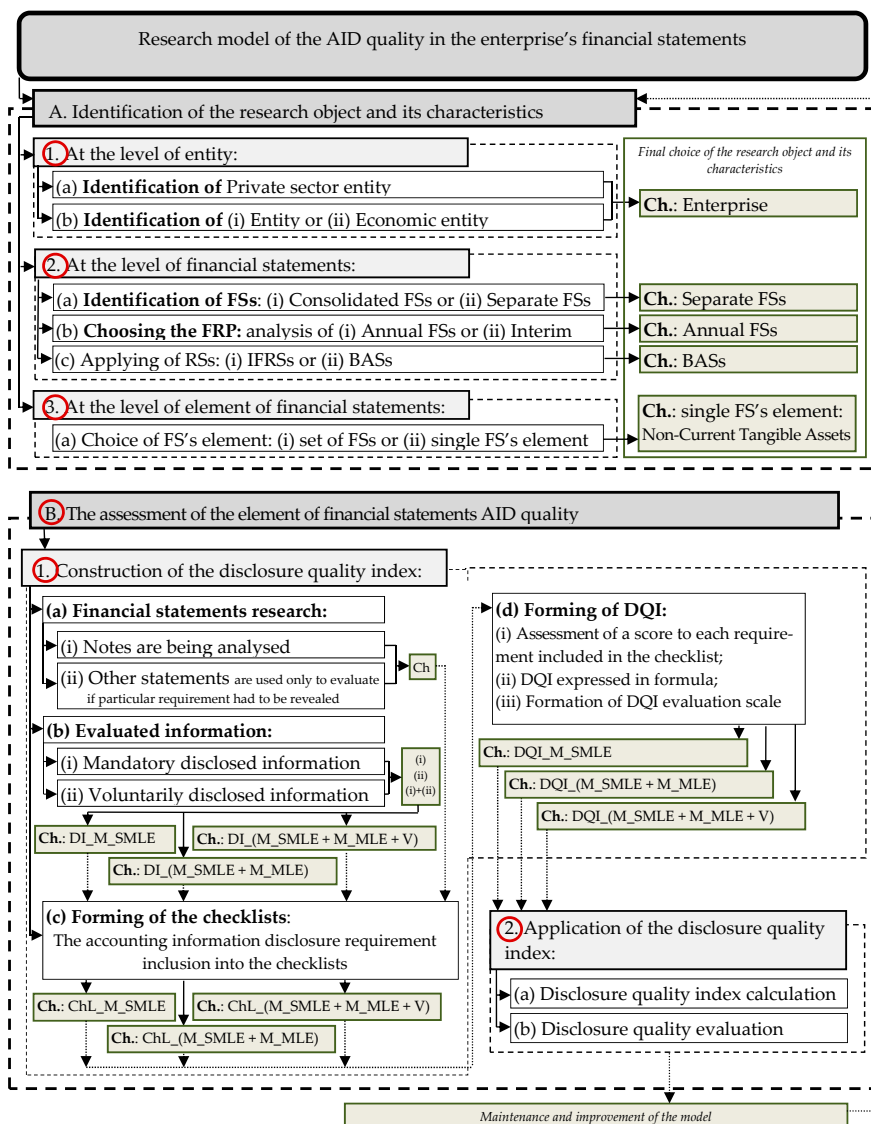 Research model of the AID quality in the enterprise's financial statements
A. Identification of the research object and its characteristics
1. At the level of entity:
(a) Identification of Private sector entity
(b) Identification of (i) Entity or (ii) Economic entity
Final choice of the research object and its
characteristics
Ch.: Enterprise
2. At the level of financial statements:
(a) Identification of FSs: (i) Consolidated FSs or (ii) Separate FSs
Ch.: Separate FSs
(b) Choosing the FRP: analysis of (i) Annual FSs or (ii) Interim
Ch.: Annual FSs
(c) Applying of RSs: (i) IFRSs or (ii) BASs
Ch.: BASs
3. At the level of element of financial statements:
(a) Choice of FS's element: (i) set of FSs or (ii) single FS's element
Ch.: single FS's element:
Non-Current Tangible Assets
B. The assessment of the element of financial statements AID quality
1. Construction of the disclosure quality index:
(a) Financial statements research:
(i) Notes are being analysed
(ii) Other statements are used only to evaluate
if particular requirement had to be revealed
Ch
(b) Evaluated information:
(i) Mandatory disclosed information
(ii) Voluntarily disclosed information
(i)
(ii)
(i)+(ii)
Ch.: DI_M_SMLE
Ch.: DI_(M_SMLE + M_MLE + V)
Ch.: DI_(M_SMLE + M_MLE)
(c) Forming of the checklists:
The accounting information disclosure requirement
inclusion into the checklists
Ch.: ChL_M_SMLE
Ch.: ChL_(M_SMLE + M_MLE + V)
Ch.: ChL_(M_SMLE + M_MLE)
(d) Forming of DQI:
(i) Assessment of a score to each require-
ment included in the checklist;
(ii) DQI expressed in formula;
(iii) Formation of DQI evaluation scale
Ch.: DQI_M_SMLE
Ch.: DQI_(M_SMLE + M_MLE)
Ch.: DQI_(M_SMLE + M_MLE + V)
2. Application of the disclosure quality
index:
(a) Disclosure quality index calculation
(b) Disclosure quality evaluation
Maintenance and improvement of the model